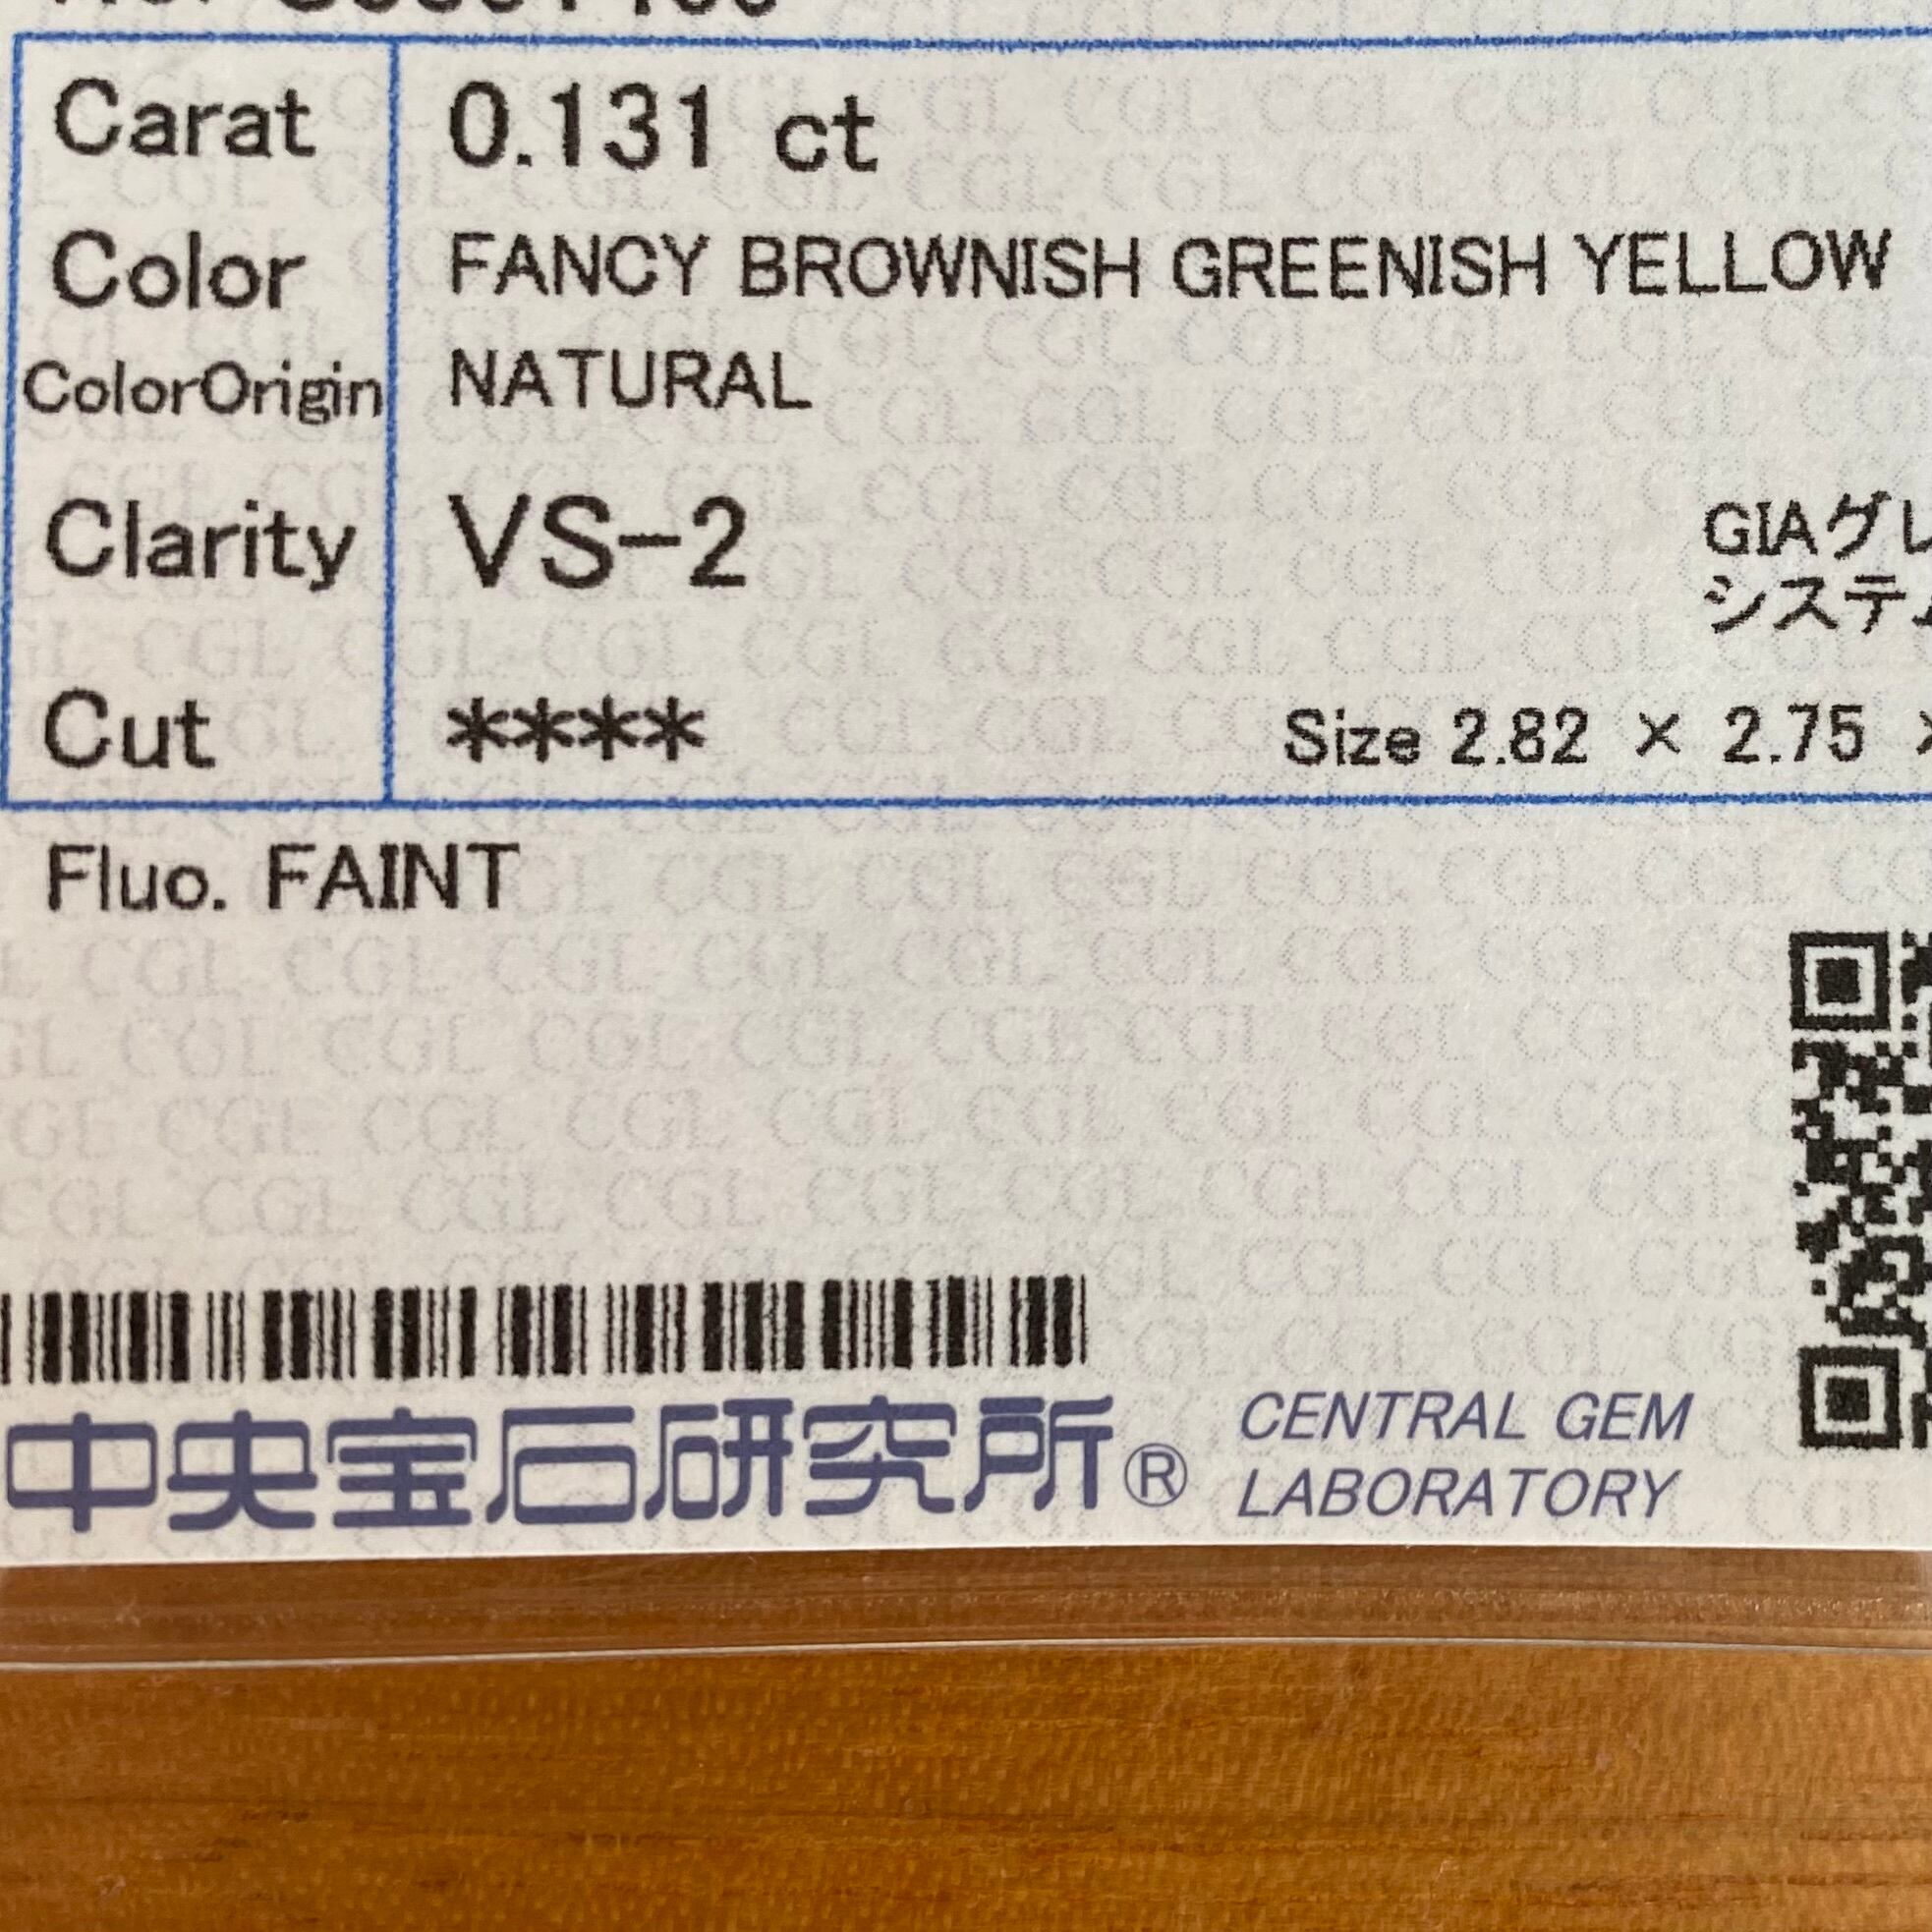 Carat 0.131 ct
Color FANCY BROWNISH GREENISH YELLOW
ColorOrigin NATURAL
Clarity VS-2
GIAグレ
システ
Cut ****
Size 2.82 × 2.75 ×
Fluo. FAINT
中央宝石研究所®
CENTRAL GEM
LABORATORY